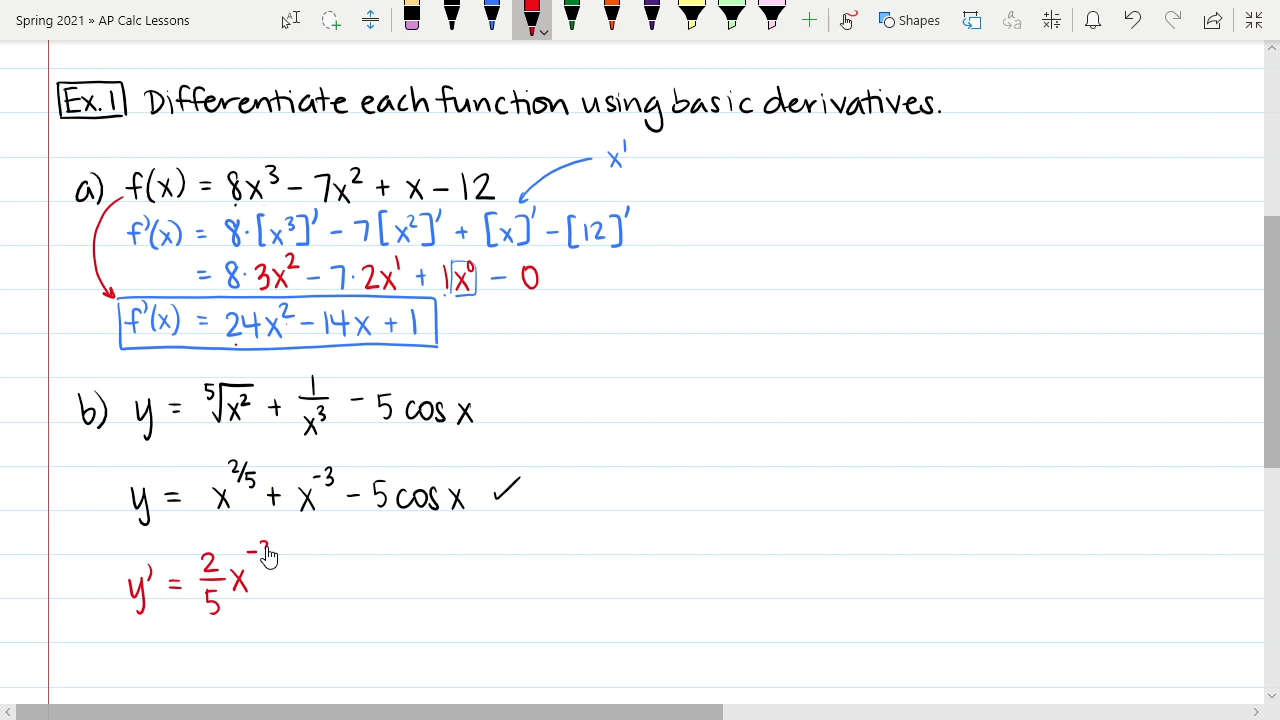 Spring 2021 » AP Calc Lessons
Shapes
Ex. 1 Differentiate each function using basic derivatives.
x¹
a) f(x) = 8x³ − 7x² + x − 12
f'(x) = 8·[x³]' − 7[x²]' + [x]' − [12]'
= 8·3x² − 7·2x¹ + 1x⁰ − 0
f'(x) = 24x² − 14x + 1
b) y = ⁵√x² + 1/x³ − 5 cos x
y = x^2/5 + x^−3 − 5 cos x ✓
y' = 2/5 x^−